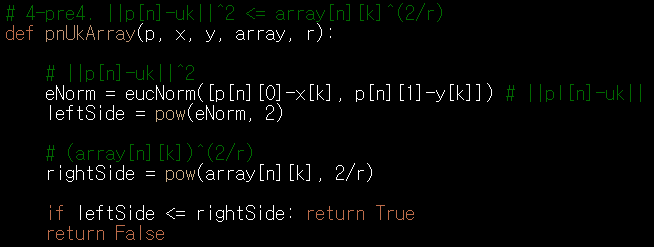 # 4-pre4. ||p[n]-uk||^2 <= array[n][k]^(2/r)
def pnUkArray(p, x, y, array, r):
# ||p[n]-uk||^2
eNorm = eucNorm([p[n][0]-x[k], p[n][1]-y[k]]) # ||p|[n]-uk||
leftSide = pow(eNorm, 2)
# (array[n][k])^(2/r)
rightSide = pow(array[n][k], 2/r)
if leftSide <= rightSide: return True
return False